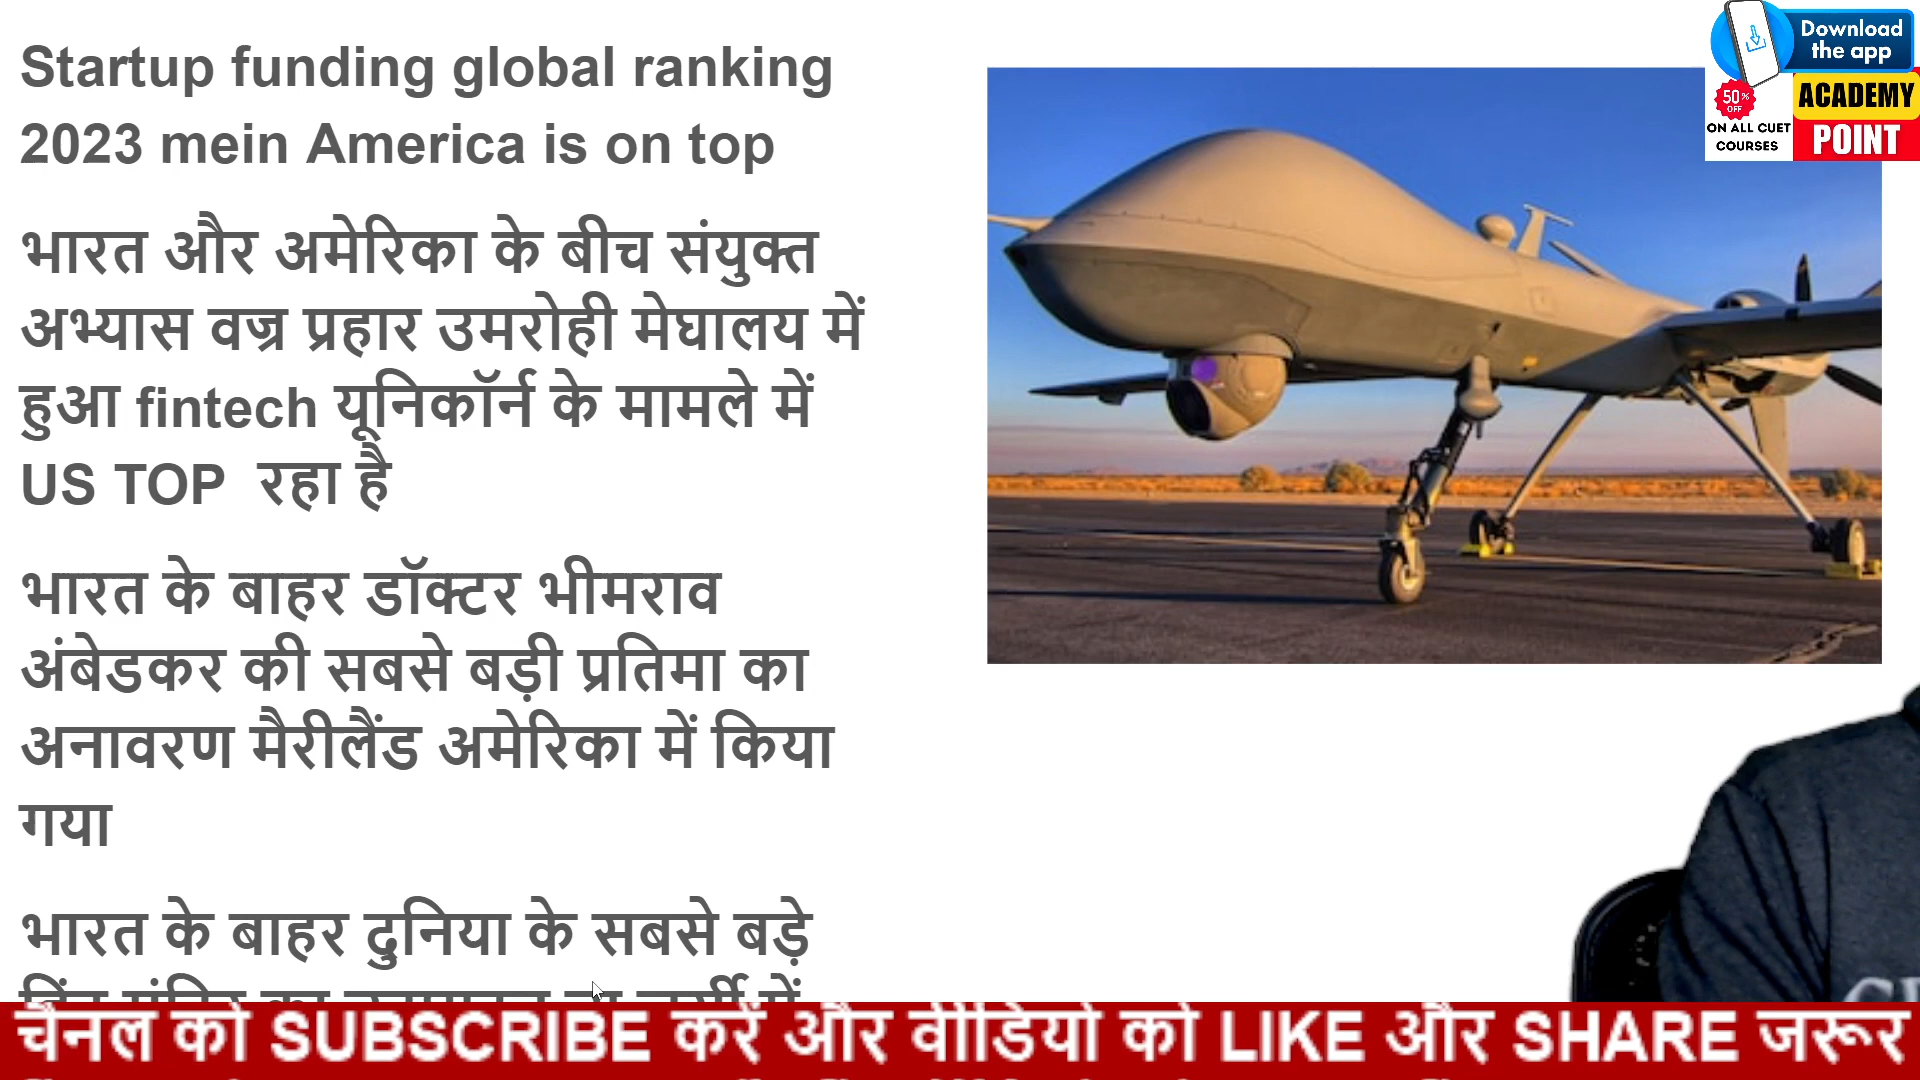 Startup funding global ranking
2023 mein America is on top
भारत और अमेरिका के बीच संयुक्त
अभ्यास वज्र प्रहार उमरोही मेघालय में
हुआ fintech यूनिकॉर्न के मामले में
US TOP रहा है
भारत के बाहर डॉक्टर भीमराव
अंबेडकर की सबसे बड़ी प्रतिमा का
अनावरण मैरीलैंड अमेरिका में किया
गया
भारत के बाहर दुनिया के सबसे बड़े
Download
the app
50%
OFF
ON ALL CUET
COURSES
ACADEMY
POINT
चैनल को SUBSCRIBE करें और वीडियो को LIKE और SHARE जरूर